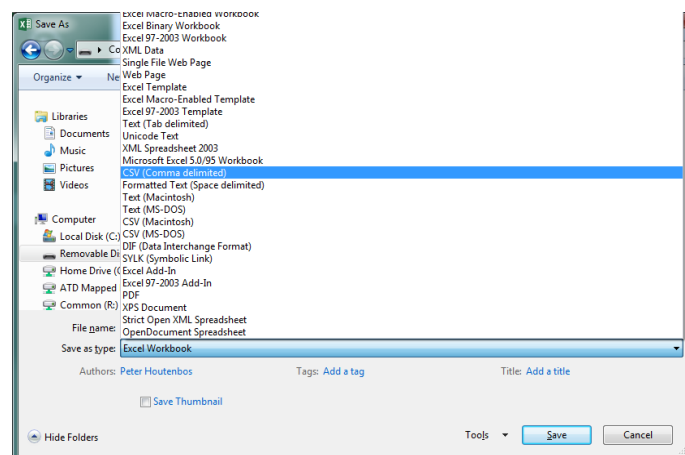 Save As
Excel Macro-Enabled Workbook
Excel Binary Workbook
Excel 97-2003 Workbook
Co
XML Data
Single File Web Page
Organize
Ne
Web Page
Excel Template
Excel Macro-Enabled Template
Excel 97-2003 Template
Text (Tab delimited)
Unicode Text
XML Spreadsheet 2003
Microsoft Excel 5.0/95 Workbook
CSV (Comma delimited)
Formatted Text (Space delimited)
Text (Macintosh)
Text (MS-DOS)
CSV (Macintosh)
CSV (MS-DOS)
DIF (Data Interchange Format)
SYLK (Symbolic Link)
Excel Add-In
Excel 97-2003 Add-In
PDF
XPS Document
Strict Open XML Spreadsheet
OpenDocument Spreadsheet
Libraries
Documents
Music
Pictures
Videos
Computer
Local Disk (C:)
Removable Di
Home Drive (
ATD Mapped
Common (R:)
File name:
Save as type: Excel Workbook
Authors: Peter Houtenbos
Tags: Add a tag
Title: Add a title
Save Thumbnail
Hide Folders
Tools
Save
Cancel